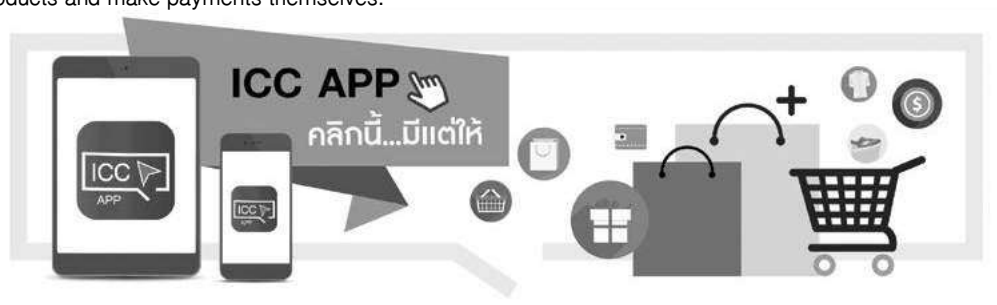 oducts and make payments themselves.
ICC APP
คลิกนี้...มีแต่ให้
ICC
APP
ICC
APP
$